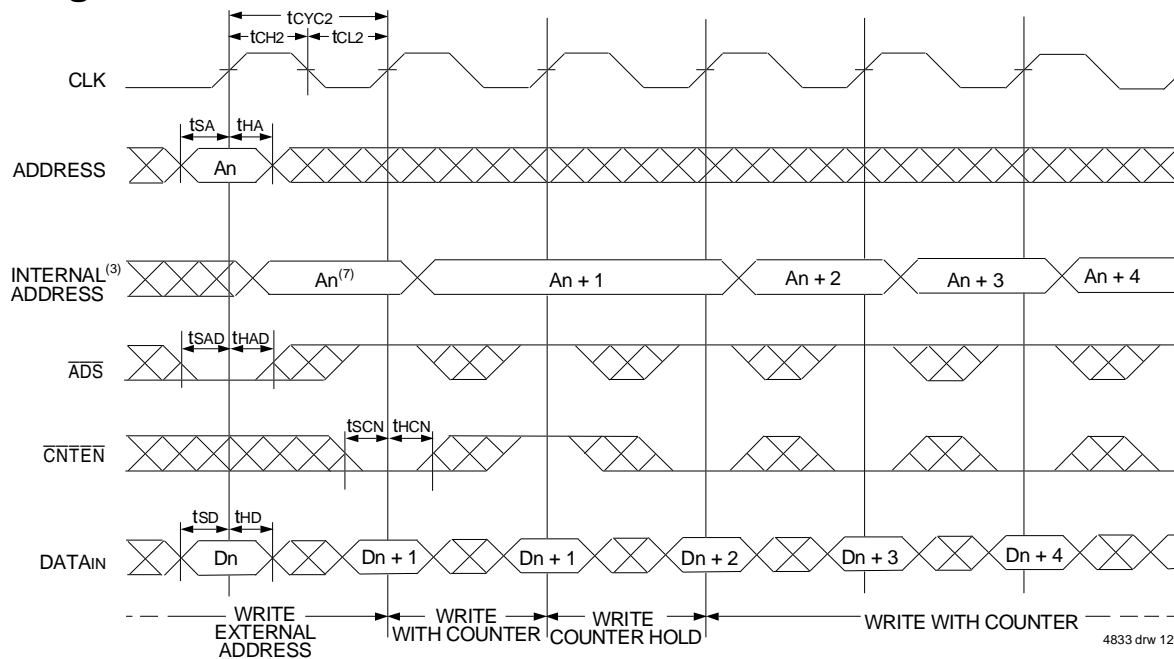 tCYC2
tCH2 tCL2
CLK
tSA tHA
ADDRESS An
INTERNAL(3) ADDRESS An(7) An + 1 An + 2 An + 3 An + 4
tSAD tHAD
ADS
tSCN tHCN
CNTEN
tSD tHD
DATAIN Dn Dn + 1 Dn + 1 Dn + 2 Dn + 3 Dn + 4
WRITE EXTERNAL ADDRESS
WRITE WITH COUNTER
WRITE COUNTER HOLD
WRITE WITH COUNTER
4833 drw 12